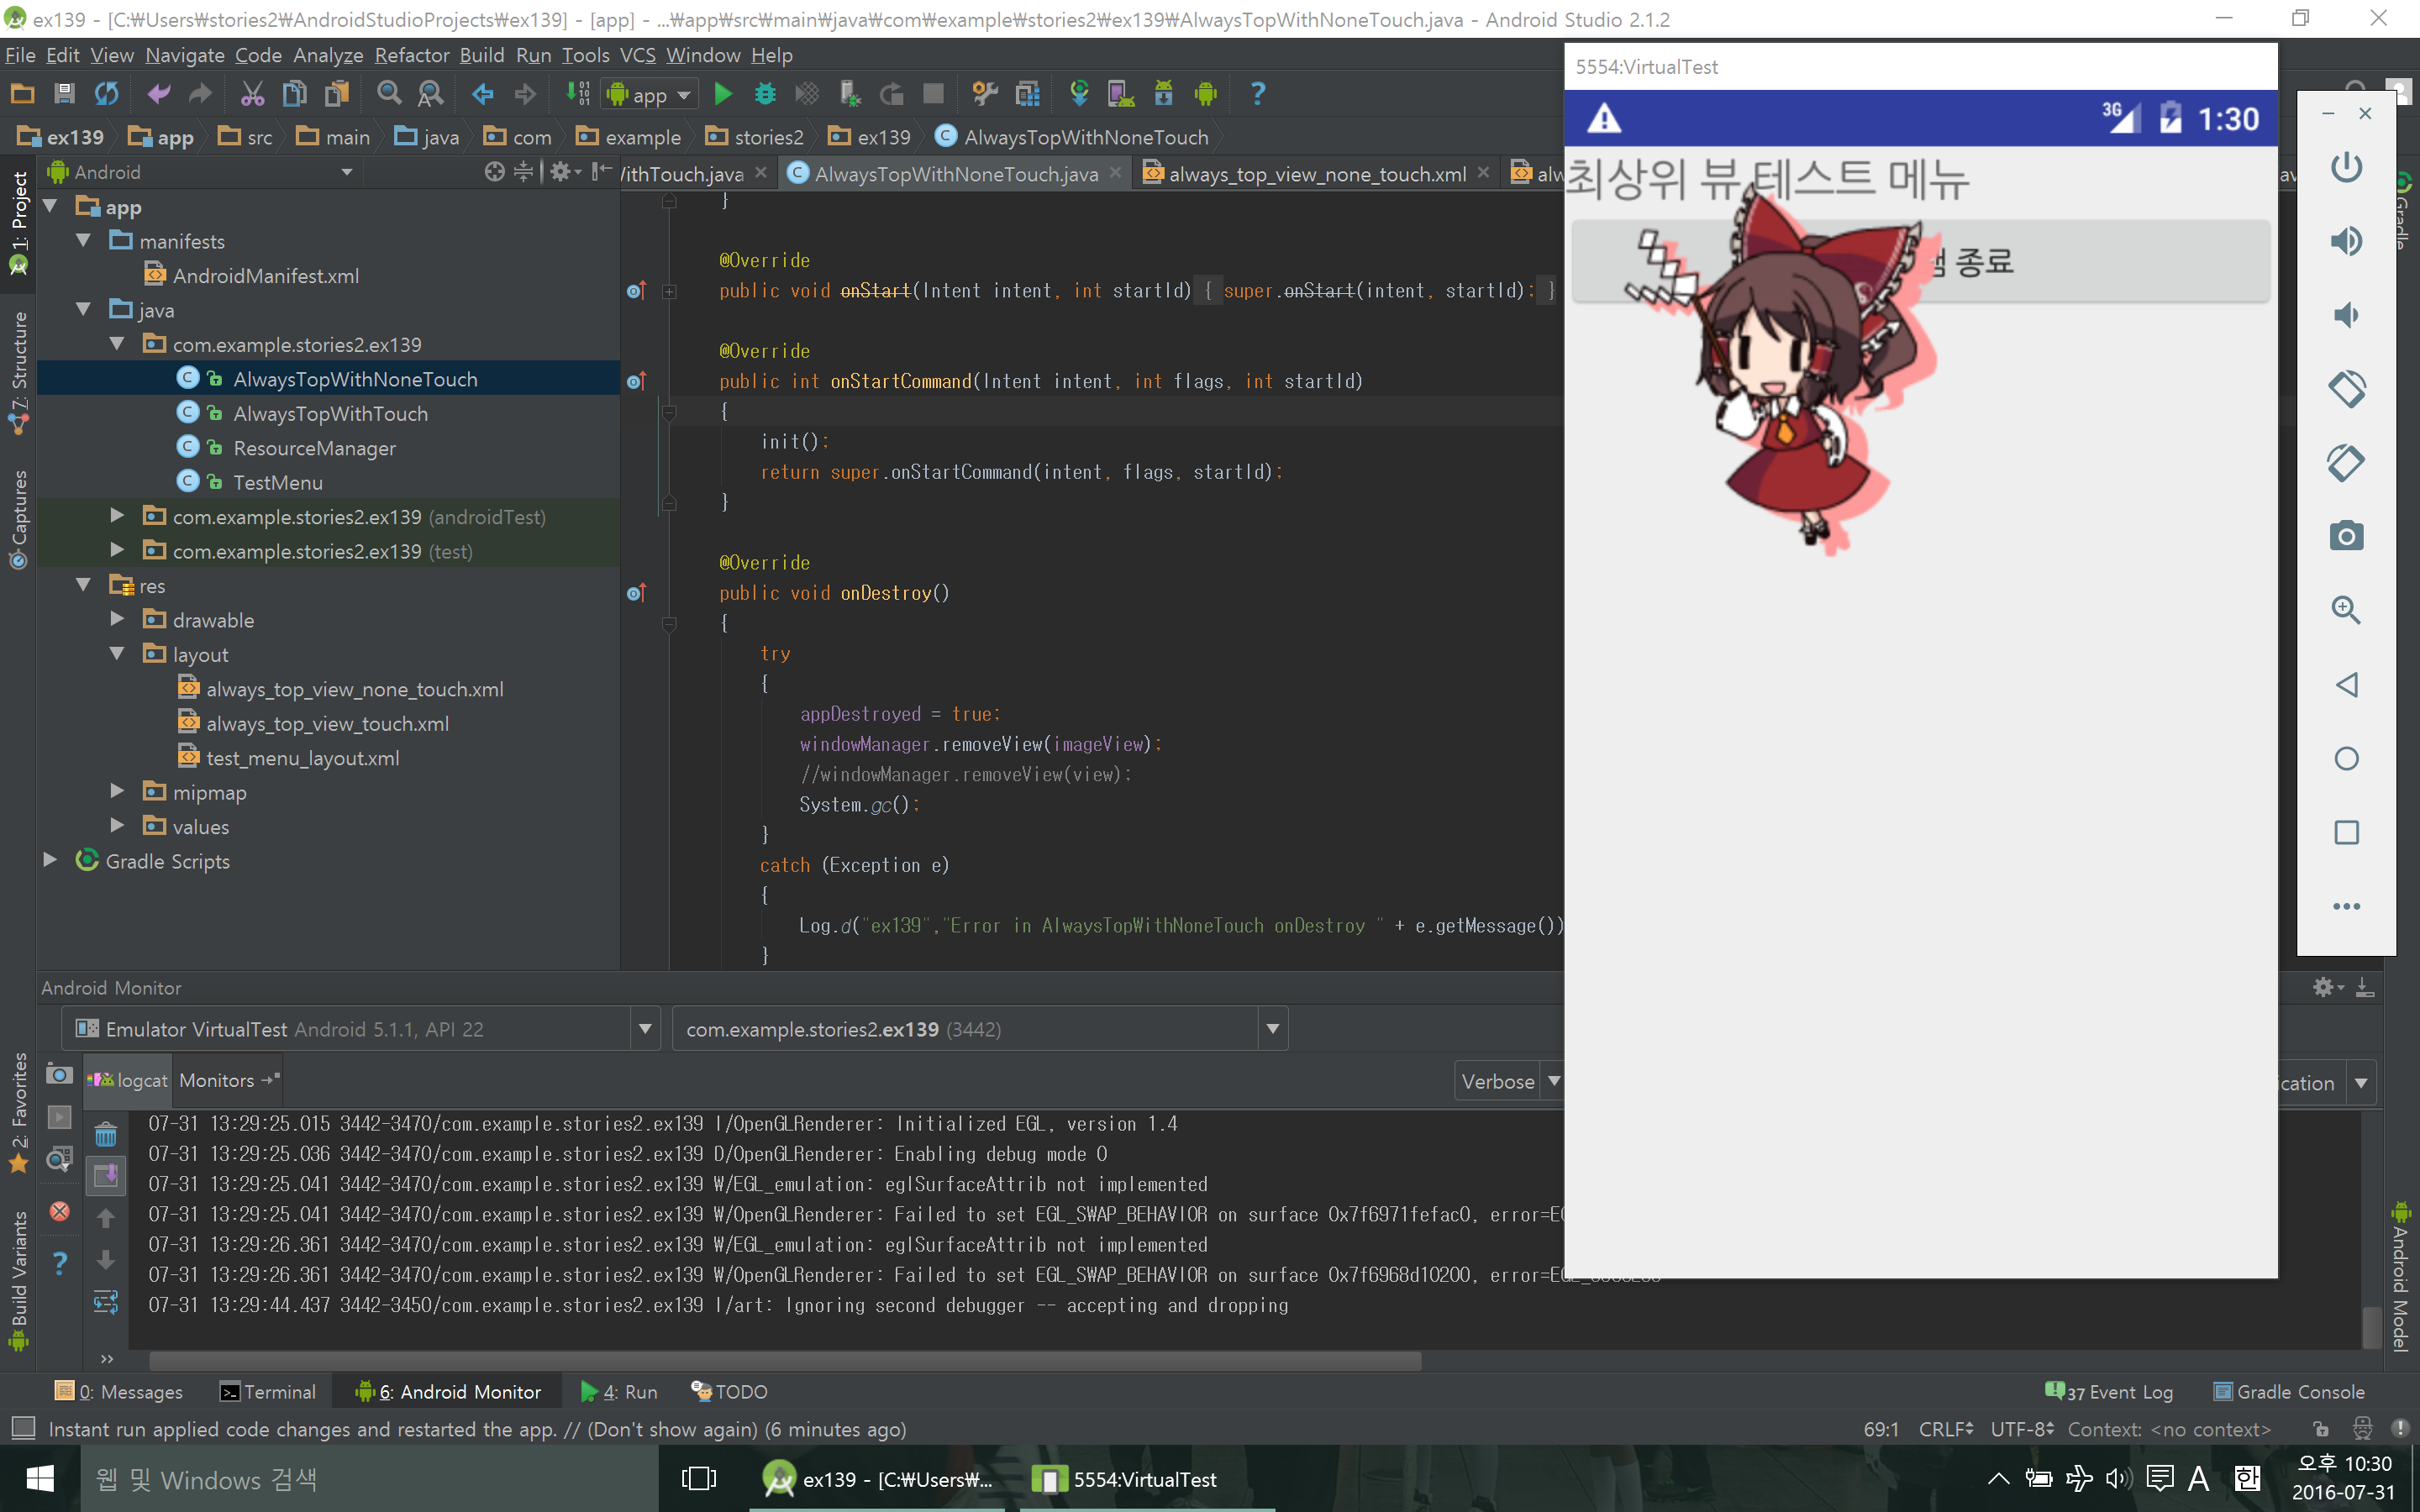 ex139 - [C:₩Users₩stories2₩AndroidStudioProjects₩ex139] - [app] - ...₩app₩src₩main₩java₩com₩example₩stories2₩ex139₩AlwaysTopWithNoneTouch.java - Android Studio 2.1.2
File Edit View Navigate Code Analyze Refactor Build Run Tools VCS Window Help
app
ex139 app src main java com example stories2 ex139 AlwaysTopWithNoneTouch
Android
ithTouch.java AlwaysTopWithNoneTouch.java always_top_view_none_touch.xml
1: Project
7: Structure
Captures
2: Favorites
Build Variants
app
manifests
AndroidManifest.xml
java
com.example.stories2.ex139
AlwaysTopWithNoneTouch
AlwaysTopWithTouch
ResourceManager
TestMenu
com.example.stories2.ex139 (androidTest)
com.example.stories2.ex139 (test)
res
drawable
layout
always_top_view_none_touch.xml
always_top_view_touch.xml
test_menu_layout.xml
mipmap
values
Gradle Scripts
}
@Override
public void onStart(Intent intent, int startId) { super.onStart(intent, startId); }
@Override
public int onStartCommand(Intent intent, int flags, int startId)
{
init();
return super.onStartCommand(intent, flags, startId);
}
@Override
public void onDestroy()
{
try
{
appDestroyed = true;
windowManager.removeView(imageView);
//windowManager.removeView(view);
System.gc();
}
catch (Exception e)
{
Log.d("ex139","Error in AlwaysTopWithNoneTouch onDestroy " + e.getMessage())
}
5554:VirtualTest
3G 1:30
최상위 뷰 테스트 메뉴
종료
Gradle
Android Model
Android Monitor
Emulator VirtualTest Android 5.1.1, API 22
com.example.stories2.ex139 (3442)
logcat Monitors
Verbose
ication
07-31 13:29:25.015 3442-3470/com.example.stories2.ex139 I/OpenGLRenderer: Initialized EGL, version 1.4
07-31 13:29:25.036 3442-3470/com.example.stories2.ex139 D/OpenGLRenderer: Enabling debug mode 0
07-31 13:29:25.041 3442-3470/com.example.stories2.ex139 W/EGL_emulation: eglSurfaceAttrib not implemented
07-31 13:29:25.041 3442-3470/com.example.stories2.ex139 W/OpenGLRenderer: Failed to set EGL_SWAP_BEHAVIOR on surface 0x7f6971fefac0, error=EG
07-31 13:29:26.361 3442-3470/com.example.stories2.ex139 W/EGL_emulation: eglSurfaceAttrib not implemented
07-31 13:29:26.361 3442-3470/com.example.stories2.ex139 W/OpenGLRenderer: Failed to set EGL_SWAP_BEHAVIOR on surface 0x7f6968d10200, error=
07-31 13:29:44.437 3442-3450/com.example.stories2.ex139 I/art: Ignoring second debugger -- accepting and dropping
0: Messages Terminal 6: Android Monitor 4: Run TODO 37 Event Log Gradle Console
Instant run applied code changes and restarted the app. // (Don't show again) (6 minutes ago)
69:1 CRLF UTF-8 Context: <no context>
웹 및 Windows 검색
ex139 - [C:₩Users₩...
5554:VirtualTest
A 한
오후 10:30
2016-07-31